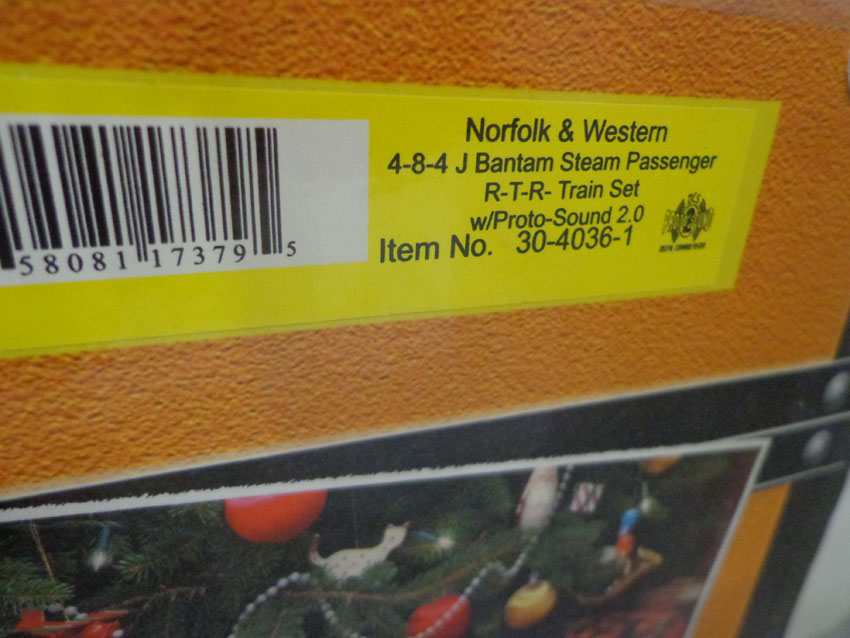 Norfolk & Western
4-8-4 J Bantam Steam Passenger
R-T-R- Train Set
w/Proto-Sound 2.0
Item No. 30-4036-1
58081 17379 5